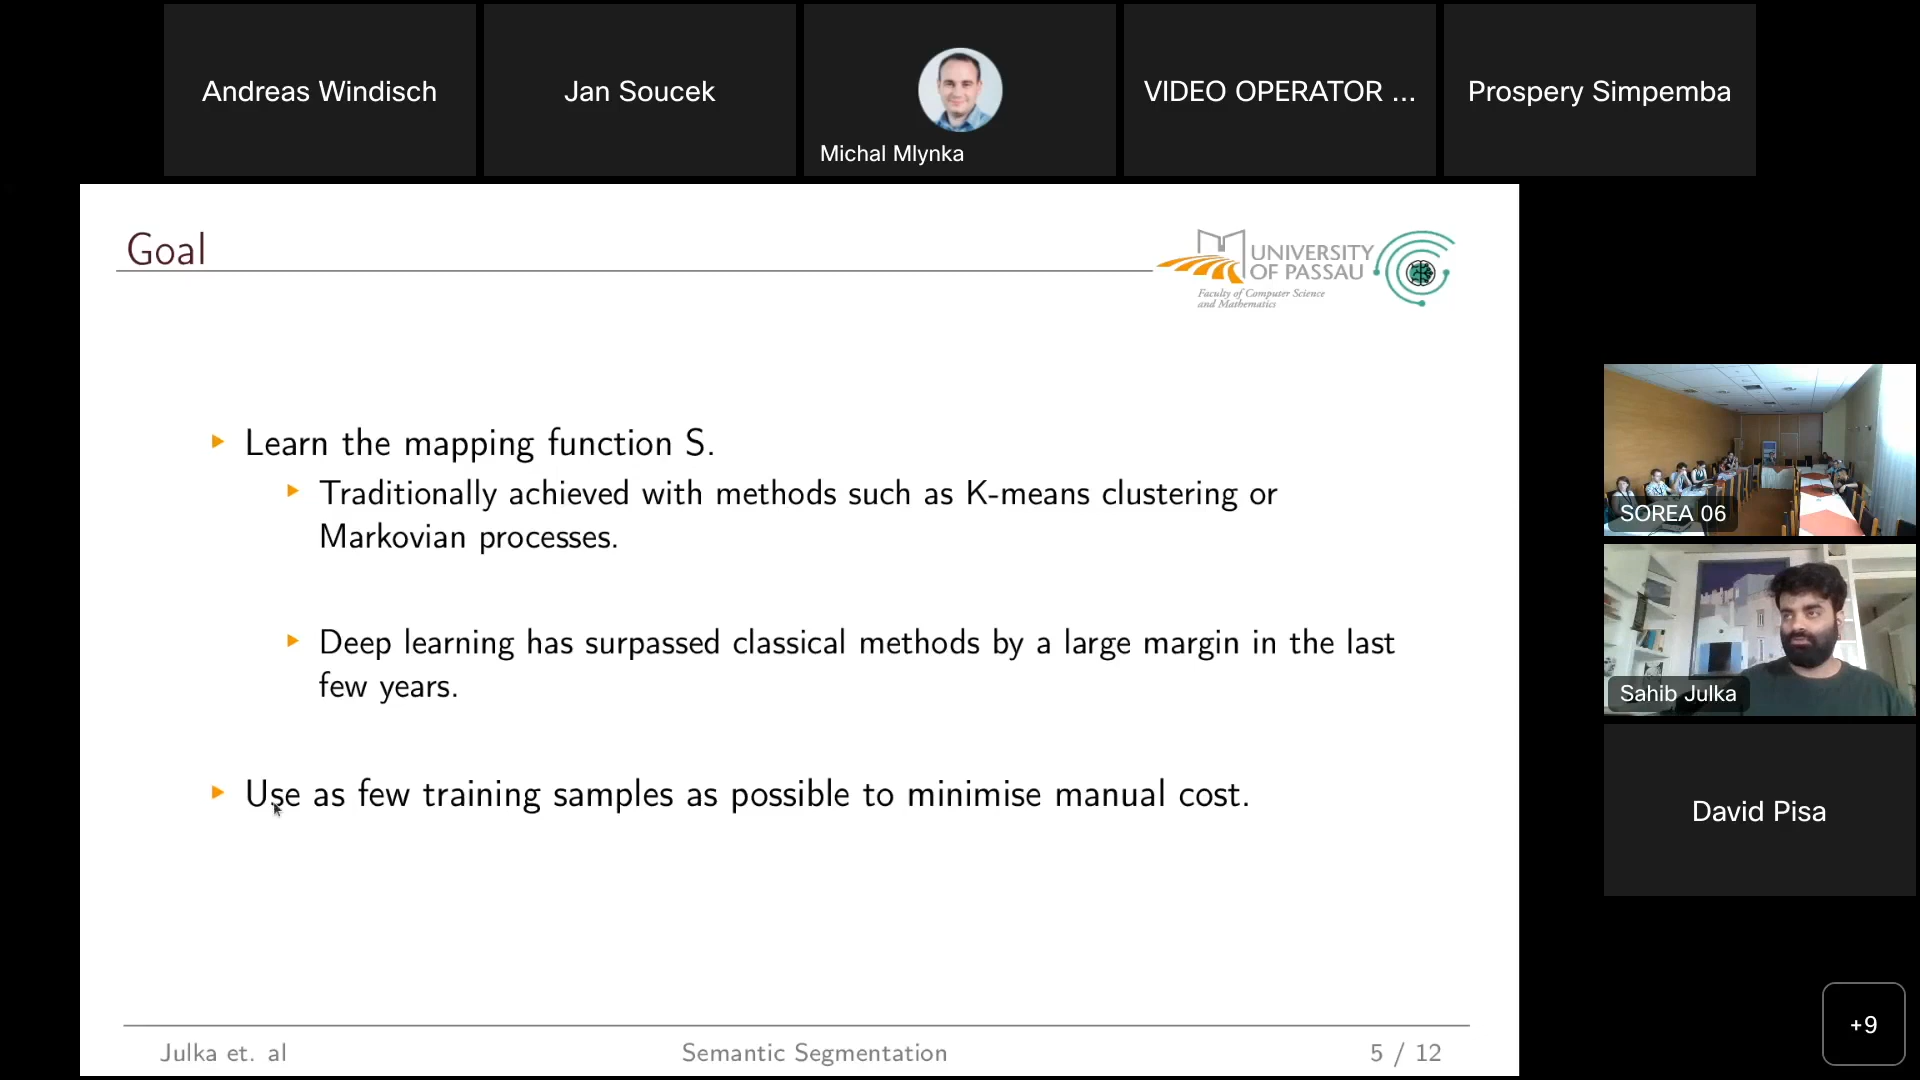 Andreas Windisch
Jan Soucek
Michal Mlynka
VIDEO OPERATOR ...
Prospery Simpemba
Goal
UNIVERSITY
OF PASSAU
Faculty of Computer Science
and Mathematics
Learn the mapping function S.
Traditionally achieved with methods such as K-means clustering or
Markovian processes.
Deep learning has surpassed classical methods by a large margin in the last
few years.
Use as few training samples as possible to minimise manual cost.
Julka et. al
Semantic Segmentation
5 / 12
SOREA 06
Sahib Julka
David Pisa
+9